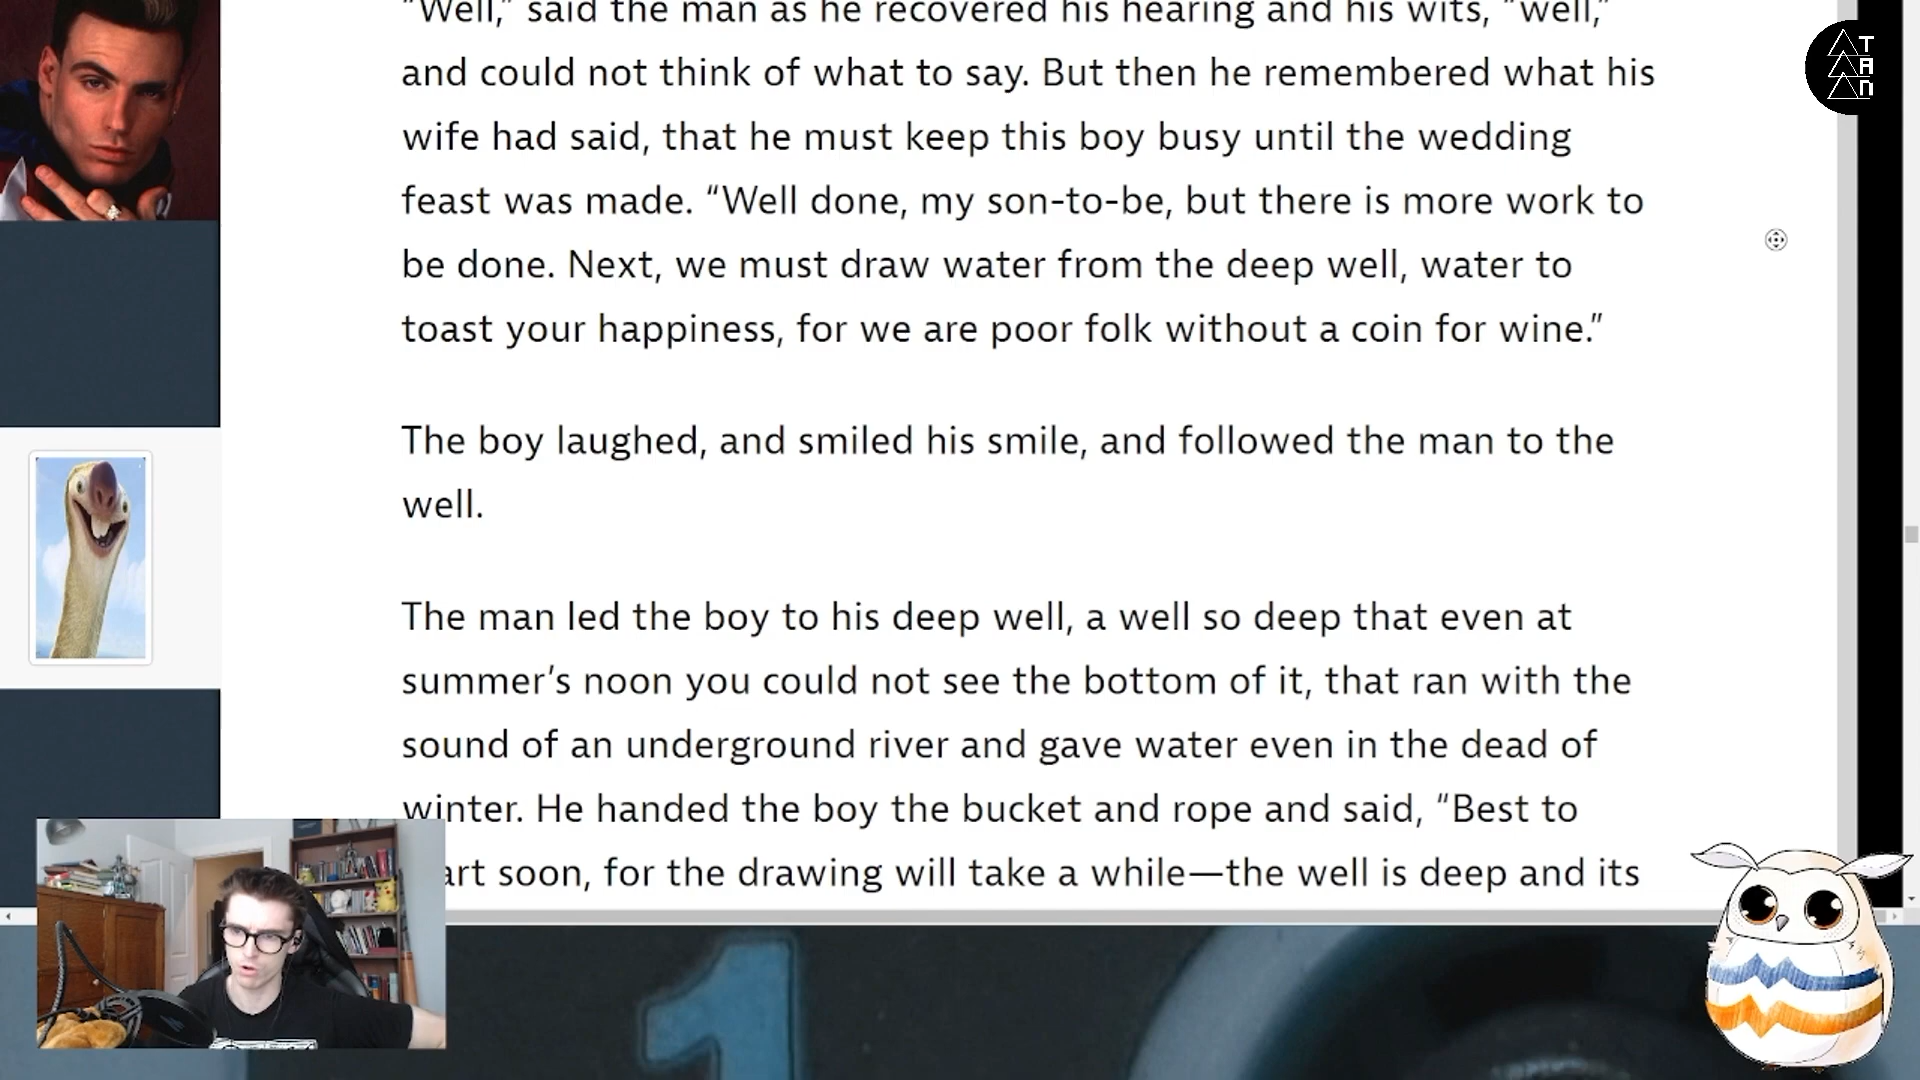 “Well,” said the man as he recovered his hearing and his wits, “well,”
and could not think of what to say. But then he remembered what his
wife had said, that he must keep this boy busy until the wedding
feast was made. “Well done, my son-to-be, but there is more work to
be done. Next, we must draw water from the deep well, water to
toast your happiness, for we are poor folk without a coin for wine.”
The boy laughed, and smiled his smile, and followed the man to the
well.
The man led the boy to his deep well, a well so deep that even at
summer’s noon you could not see the bottom of it, that ran with the
sound of an underground river and gave water even in the dead of
winter. He handed the boy the bucket and rope and said, “Best to
art soon, for the drawing will take a while—the well is deep and its
TAN
1